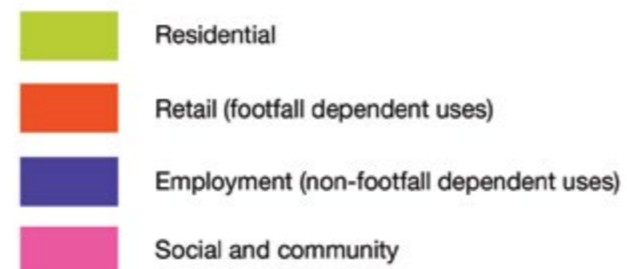 Residential
Retail (footfall dependent uses)
Employment (non-footfall dependent uses)
Social and community